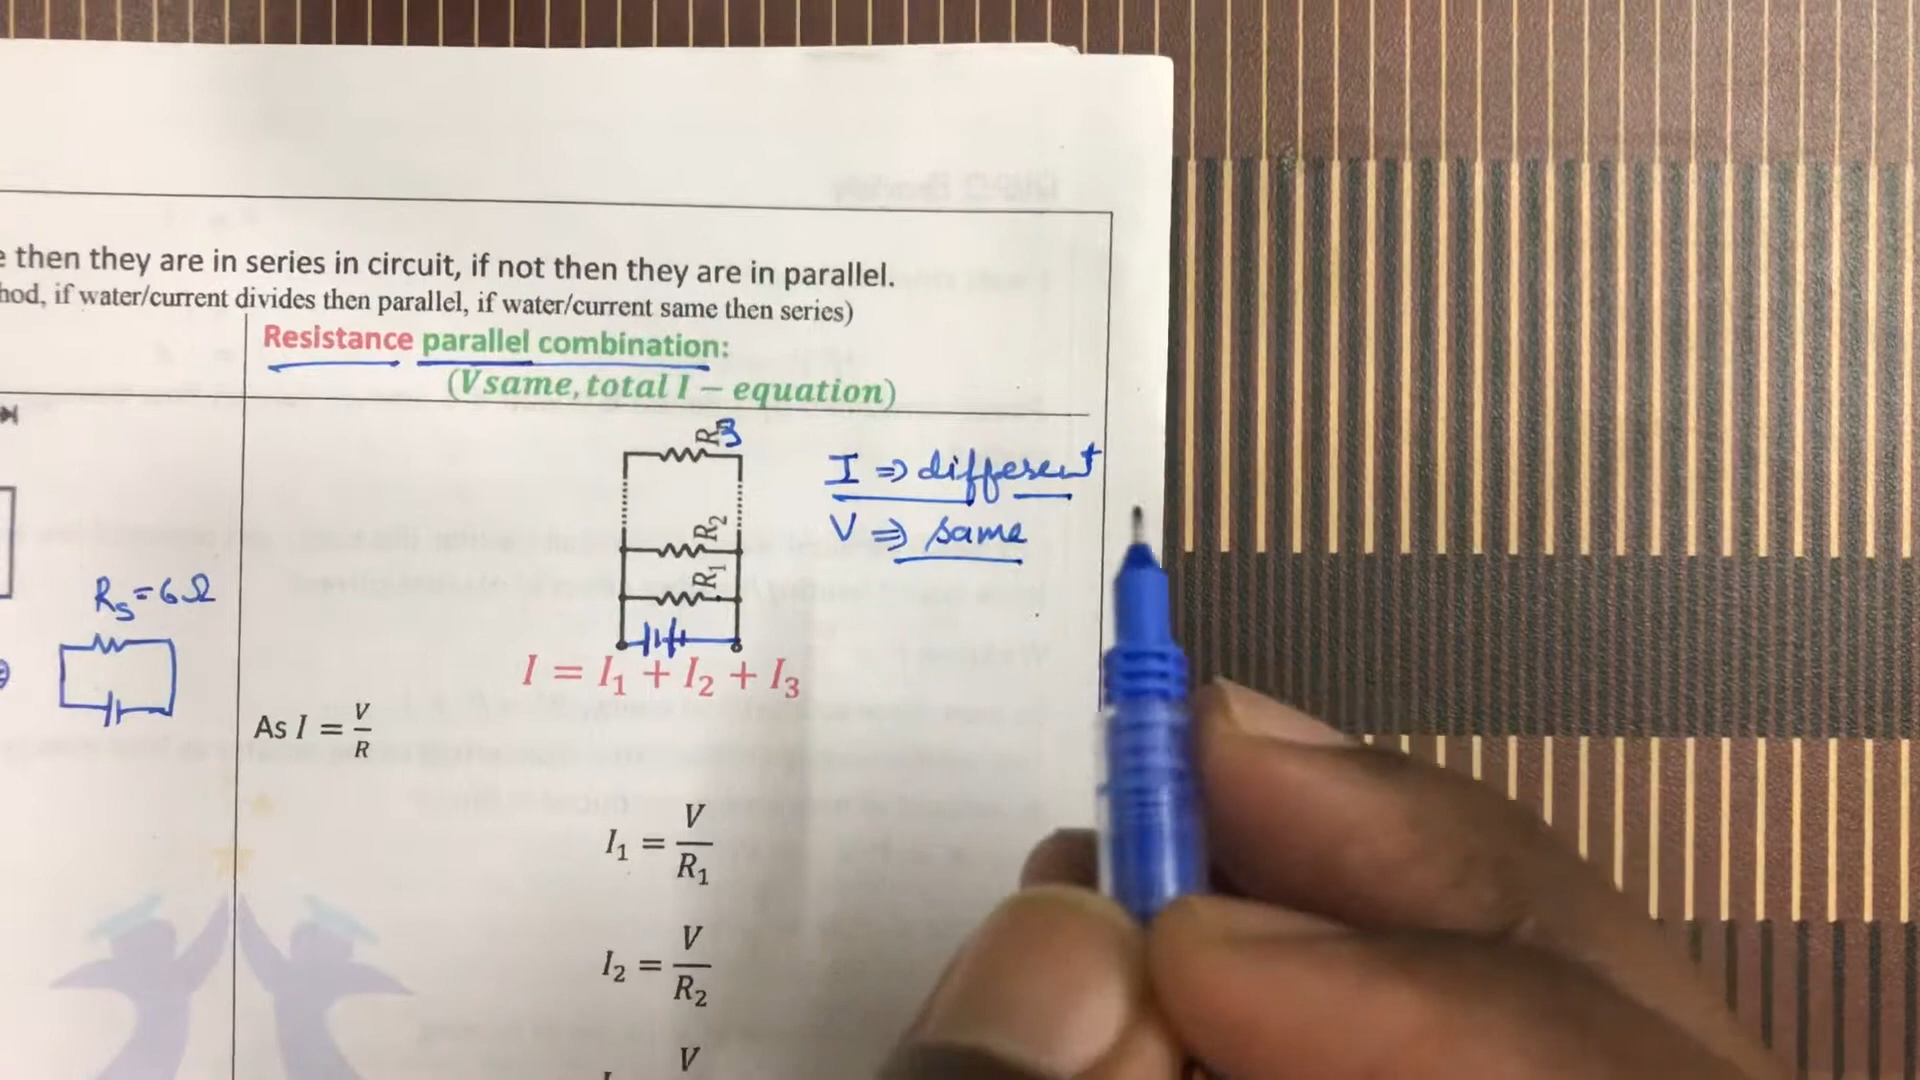 then they are in series in circuit, if not then they are in parallel.
if water/current divides then parallel, if water/current same then series)
Resistance parallel combination:
(V same, total I − equation)
R3
I ⇒ different
R2
V ⇒ same
R1
Rs = 6Ω
I = I1 + I2 + I3
As I = V/R
I1 = V/R1
I2 = V/R2
V